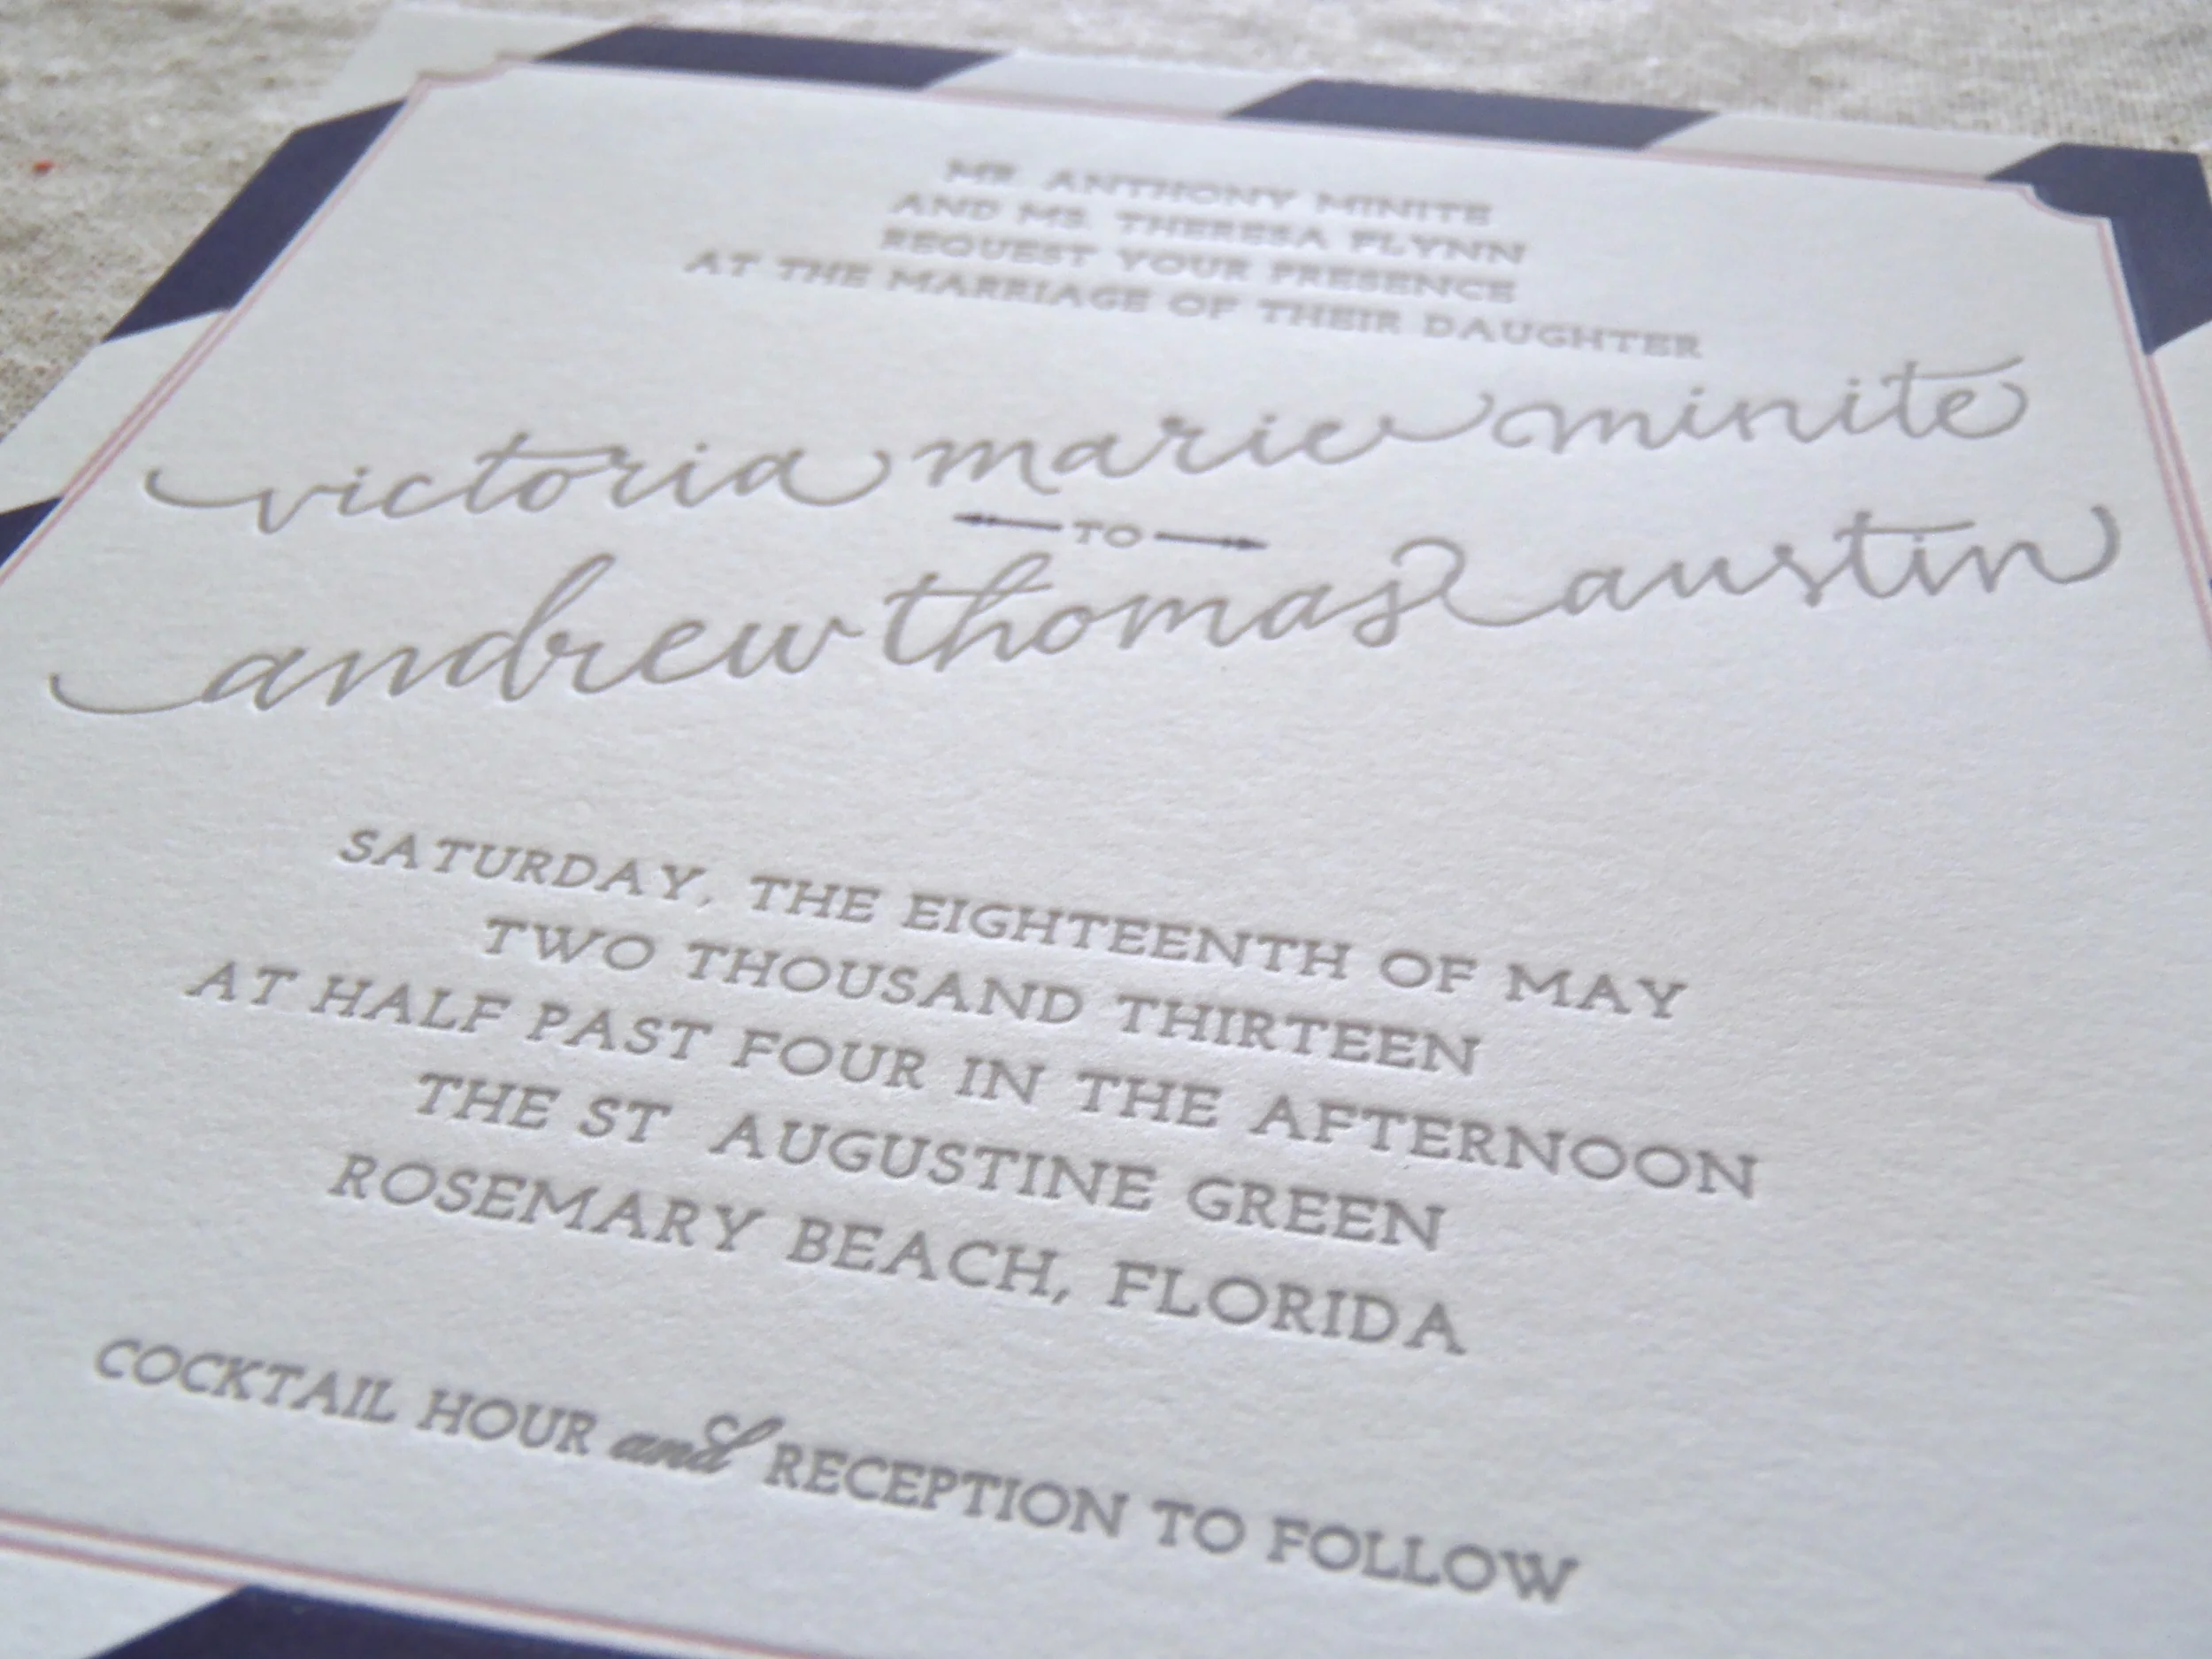 MR. ANTHONY MINITE
AND MS. THERESA FLYNN
REQUEST YOUR PRESENCE
AT THE MARRIAGE OF THEIR DAUGHTER
victoria marie minite
TO
andrew thomas austin
SATURDAY, THE EIGHTEENTH OF MAY
TWO THOUSAND THIRTEEN
AT HALF PAST FOUR IN THE AFTERNOON
THE ST AUGUSTINE GREEN
ROSEMARY BEACH, FLORIDA
COCKTAIL HOUR and RECEPTION TO FOLLOW